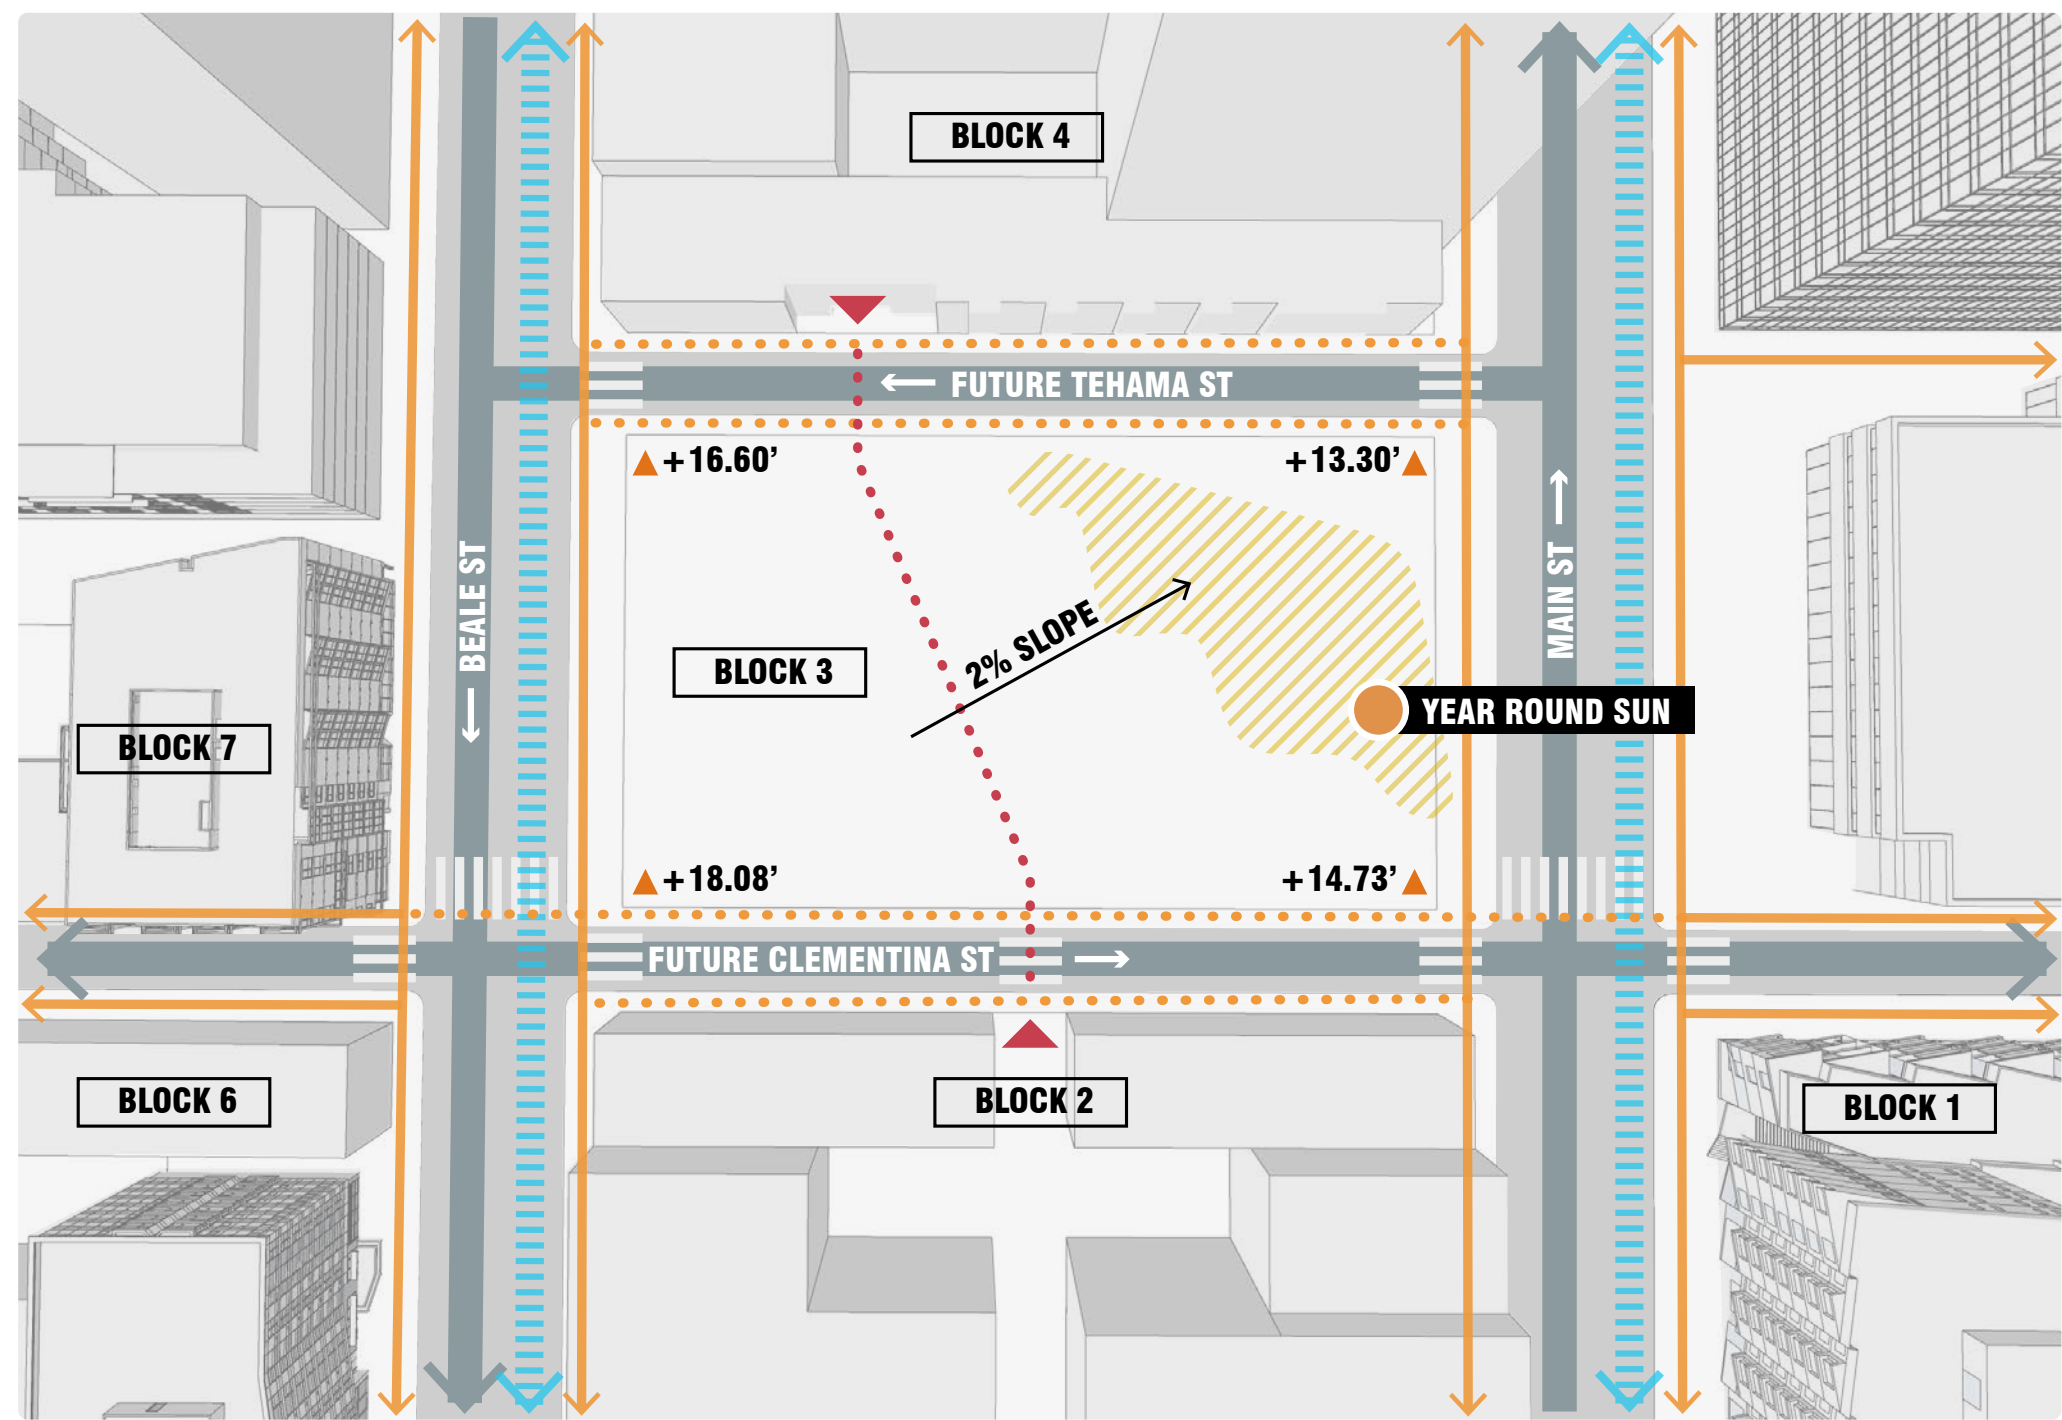 BLOCK 4
← FUTURE TEHAMA ST
+16.60’
+13.30’
BEALE ST
MAIN ST
2% SLOPE
BLOCK 3
YEAR ROUND SUN
BLOCK 7
+18.08’
+14.73’
FUTURE CLEMENTINA ST →
BLOCK 6
BLOCK 2
BLOCK 1